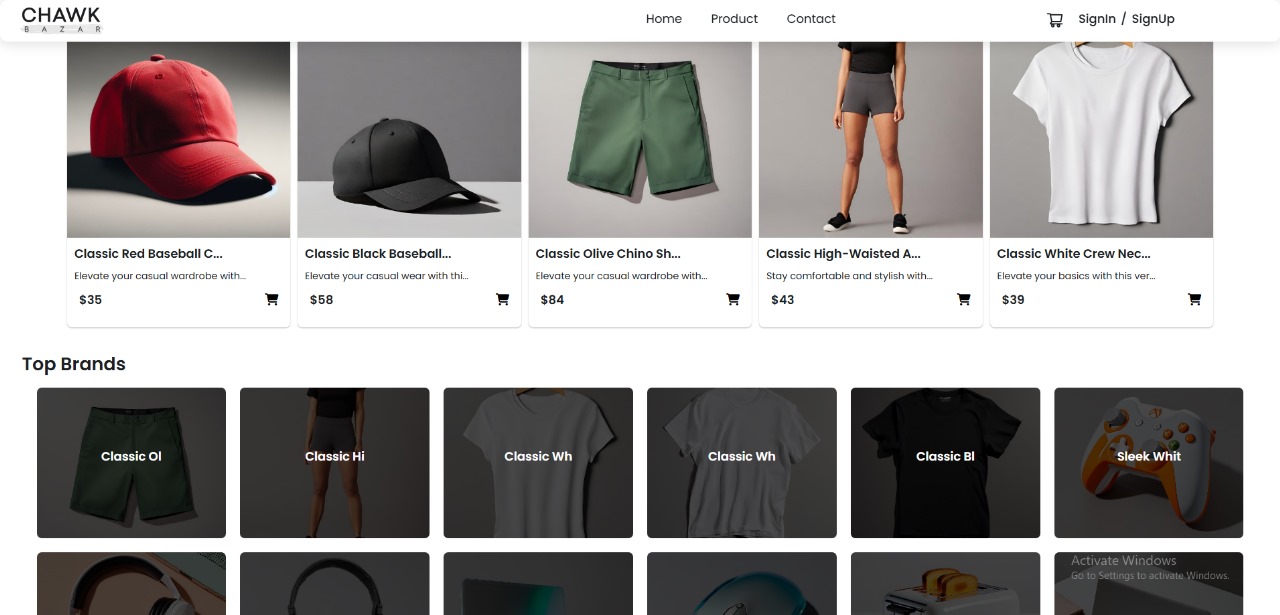 CHAWK
BAZAR
Home Product Contact
SignIn / SignUp
Classic Red Baseball C...
Elevate your casual wardrobe with...
$35
Classic Black Baseball...
Elevate your casual wear with thi...
$58
Classic Olive Chino Sh...
Elevate your casual wardrobe with...
$84
Classic High-Waisted A...
Stay comfortable and stylish with...
$43
Classic White Crew Nec...
Elevate your basics with this ver...
$39
Top Brands
Classic Ol
Classic Hi
Classic Wh
Classic Wh
Classic Bl
Sleek Whit
Activate Windows
Go to Settings to activate Windows.